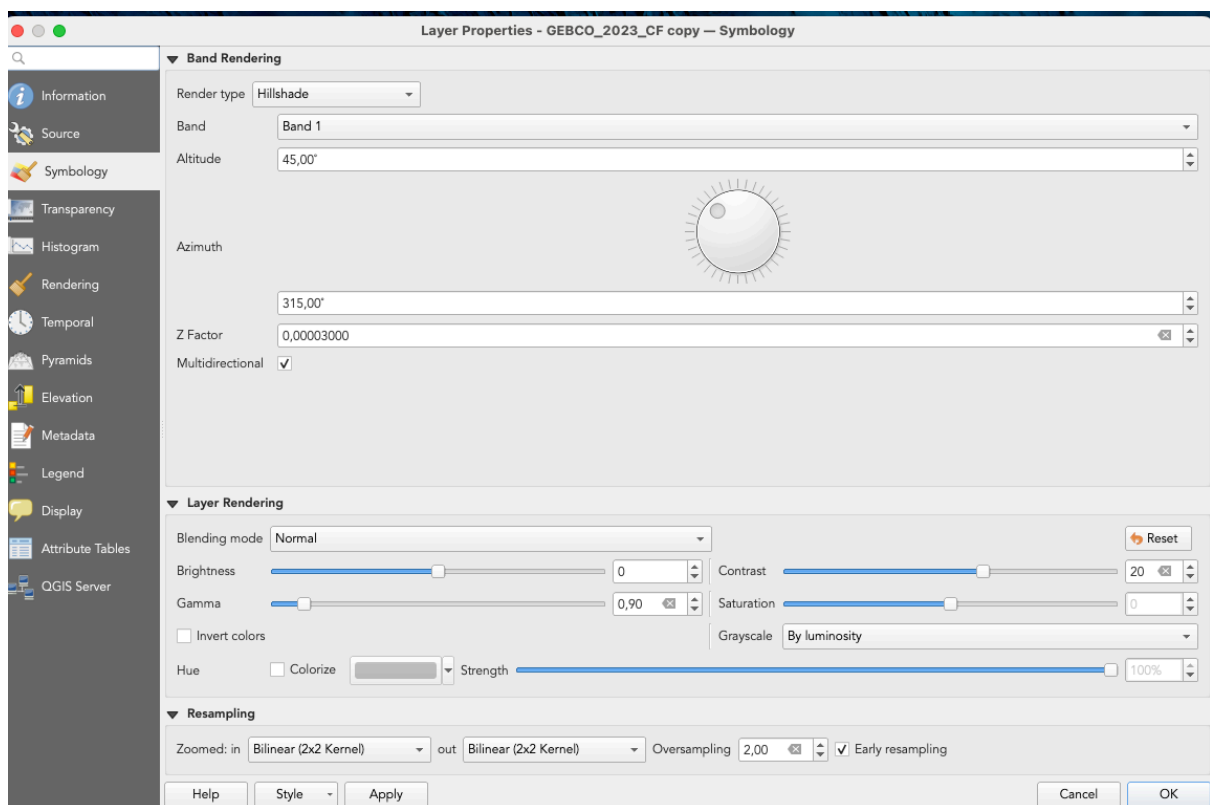 Layer Properties - GEBCO_2023_CF copy — Symbology
Information
Source
Symbology
Transparency
Histogram
Rendering
Temporal
Pyramids
Elevation
Metadata
Legend
Display
Attribute Tables
QGIS Server
Band Rendering
Render type Hillshade
Band Band 1
Altitude 45,00°
Azimuth
315,00°
Z Factor 0,00003000
Multidirectional
Layer Rendering
Blending mode Normal Reset
Brightness 0 Contrast 20
Gamma 0,90 Saturation 0
Invert colors Grayscale By luminosity
Hue Colorize Strength 100%
Resampling
Zoomed: in Bilinear (2x2 Kernel) out Bilinear (2x2 Kernel) Oversampling 2,00 Early resampling
Help Style Apply Cancel OK